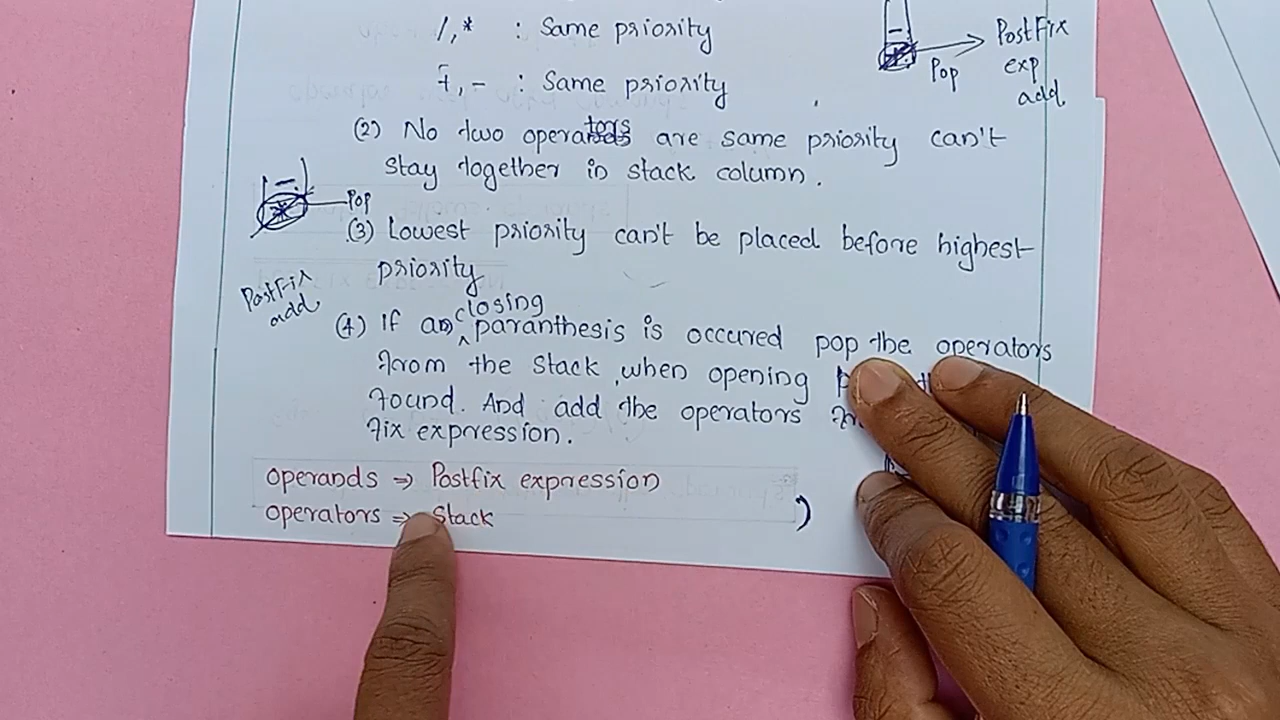 /,* : Same priority
+,- : Same priority
Pop
PostFix
exp
add
(2) No two operators are same priority can't
stay together in stack column.
Pop
(3) Lowest priority can't be placed before highest
priority
PostFix
add
closing
(4) If an paranthesis is occured pop the operators
from the stack, when opening
found. And add the operators
fix expression.
operands ⇒ Postfix expression
operators ⇒ Stack )